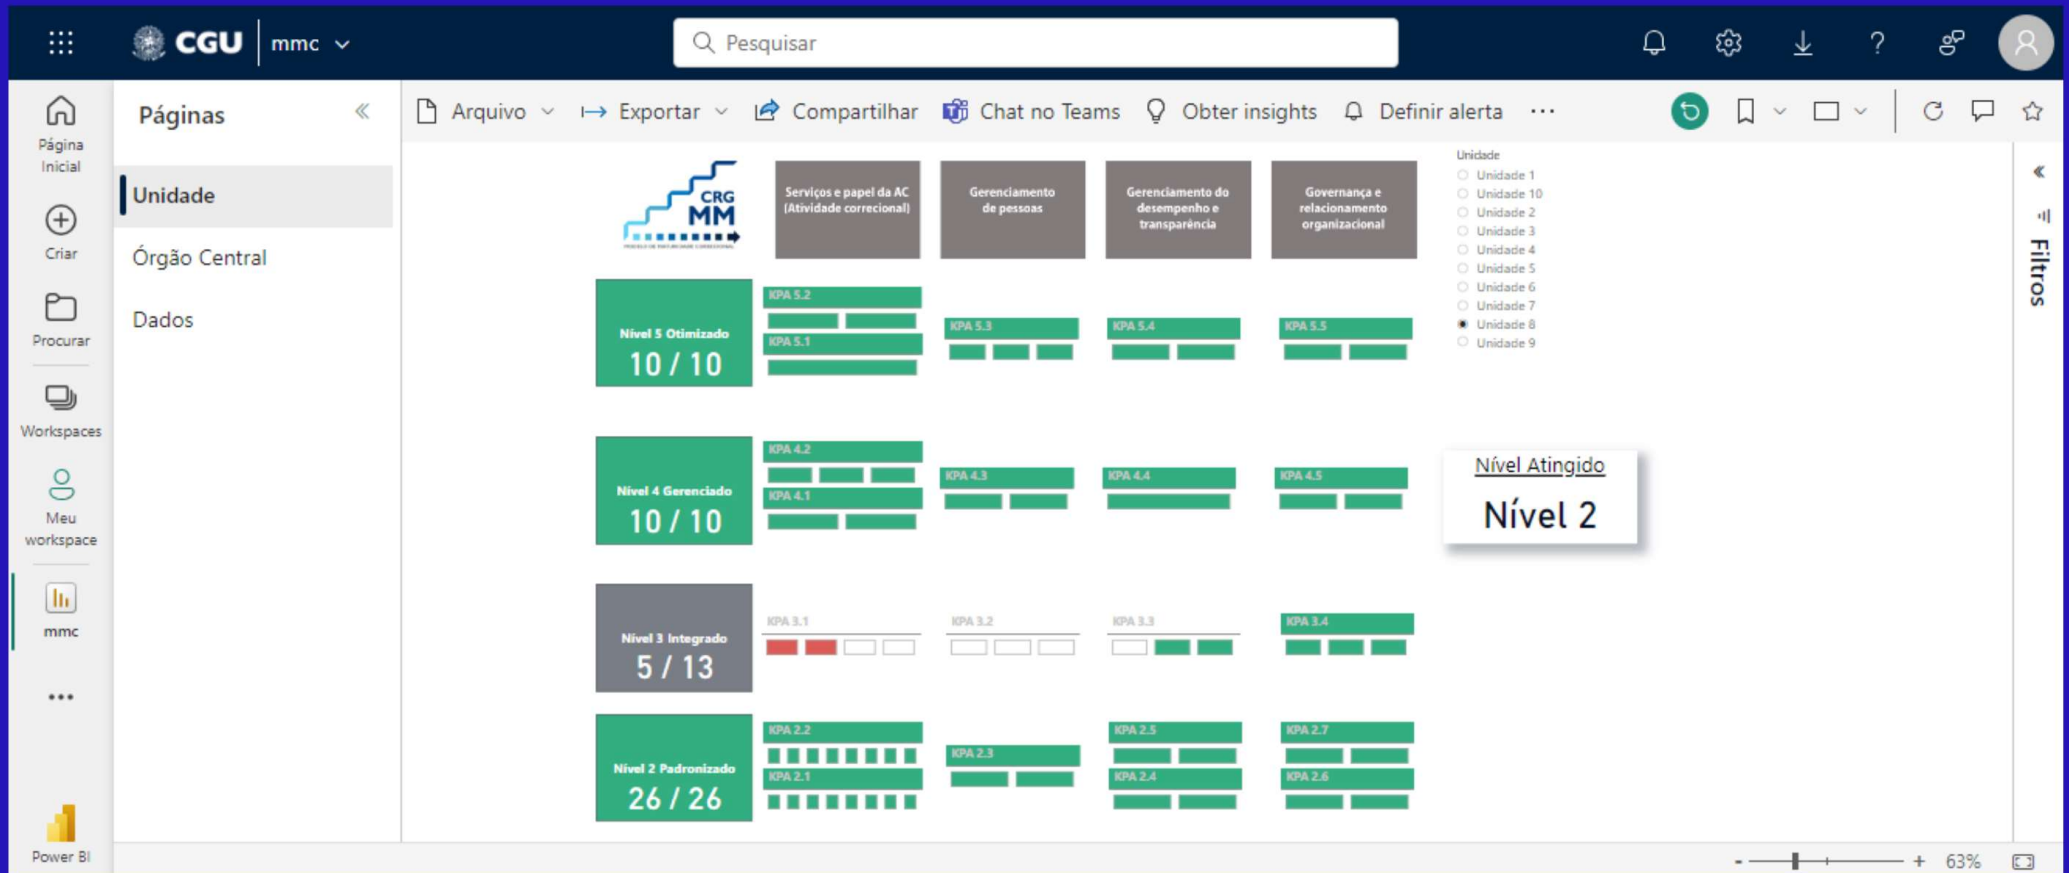 CGU
mmc
Pesquisar
Página
Inicial
Criar
Procurar
Workspaces
Meu
workspace
mmc
Power BI
Páginas
Unidade
Órgão Central
Dados
Arquivo
Exportar
Compartilhar
Chat no Teams
Obter insights
Definir alerta
CRG
MM
MODELO DE MATURIDADE CORRECIONAL
Serviços e papel da AC
(Atividade correcional)
Gerenciamento
de pessoas
Gerenciamento do
desempenho e
transparência
Governança e
relacionamento
organizacional
Unidade
Unidade 1
Unidade 10
Unidade 2
Unidade 3
Unidade 4
Unidade 5
Unidade 6
Unidade 7
Unidade 8
Unidade 9
Filtros
Nível 5 Otimizado
10 / 10
KPA 5.2
KPA 5.1
KPA 5.3
KPA 5.4
KPA 5.5
Nível 4 Gerenciado
10 / 10
KPA 4.2
KPA 4.1
KPA 4.3
KPA 4.4
KPA 4.5
Nível Atingido
Nível 2
Nível 3 Integrado
5 / 13
KPA 3.1
KPA 3.2
KPA 3.3
KPA 3.4
Nível 2 Padronizado
26 / 26
KPA 2.2
KPA 2.1
KPA 2.3
KPA 2.5
KPA 2.4
KPA 2.7
KPA 2.6
- + 63%